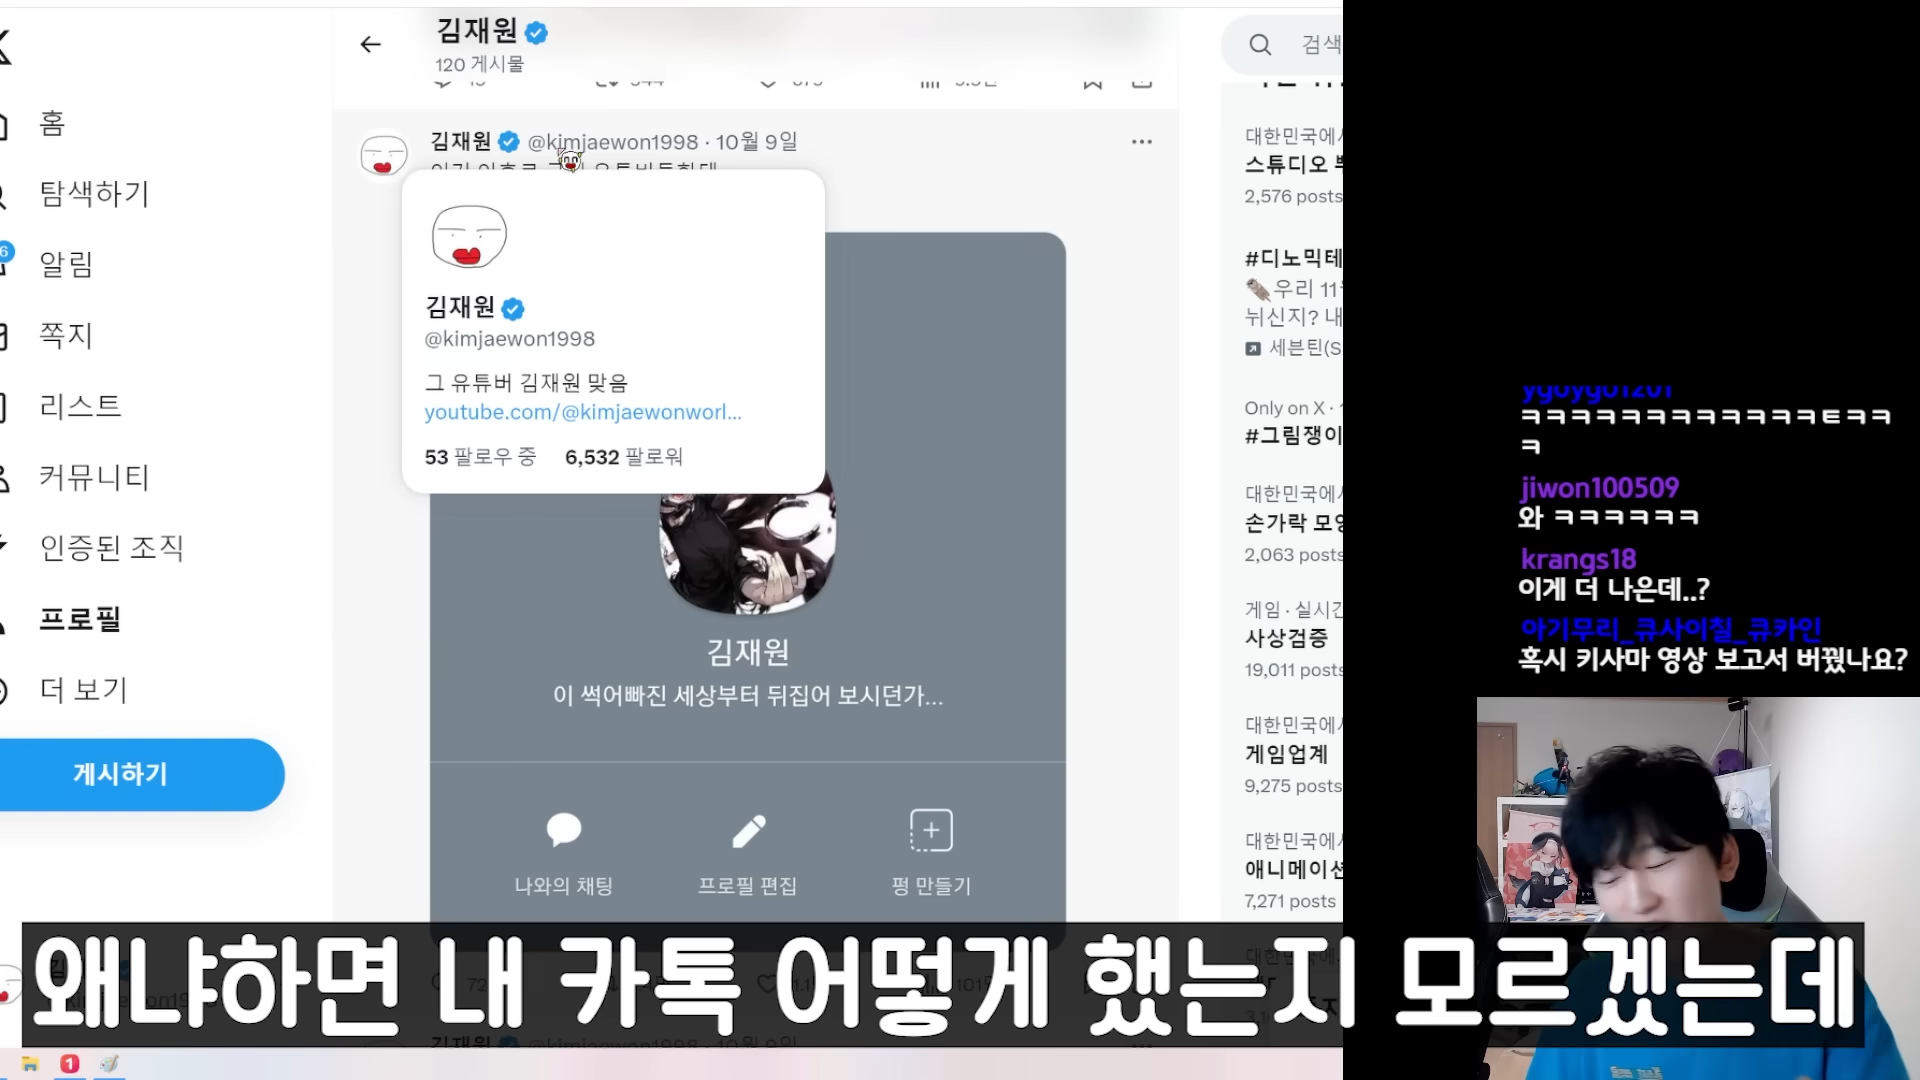 김재원
120 게시물
검색
홈
탐색하기
6
알림
쪽지
리스트
커뮤니티
인증된 조직
프로필
더 보기
게시하기
김재원 @kimjaewon1998 · 10월 9일
김재원
@kimjaewon1998
그 유튜버 김재원 맞음
youtube.com/@kimjaewonworl...
53 팔로우 중 6,532 팔로워
김재원
이 썩어빠진 세상부터 뒤집어 보시던가...
나와의 채팅
프로필 편집
펑 만들기
대한민국에서
스튜디오
2,576 posts
#디노믹테
우리 11
뉘신지? 내
세븐틴(S
Only on X ·
#그림쟁이
대한민국에서
손가락 모양
2,063 posts
게임 · 실시간
사상검증
19,011 posts
대한민국에서
게임업계
9,275 posts
대한민국에서
애니메이션
7,271 posts
ygoygo1201
ㅋㅋㅋㅋㅋㅋㅋㅋㅋㅋㅋㅋㅌㅋㅋ
ㅋ
jiwon100509
와 ㅋㅋㅋㅋㅋㅋ
krangs18
이게 더 나은데..?
아기무리_큐사이칠_큐카인
혹시 키사마 영상 보고서 버꿨나요?
왜냐하면 내 카톡 어떻게 했는지 모르겠는데
1